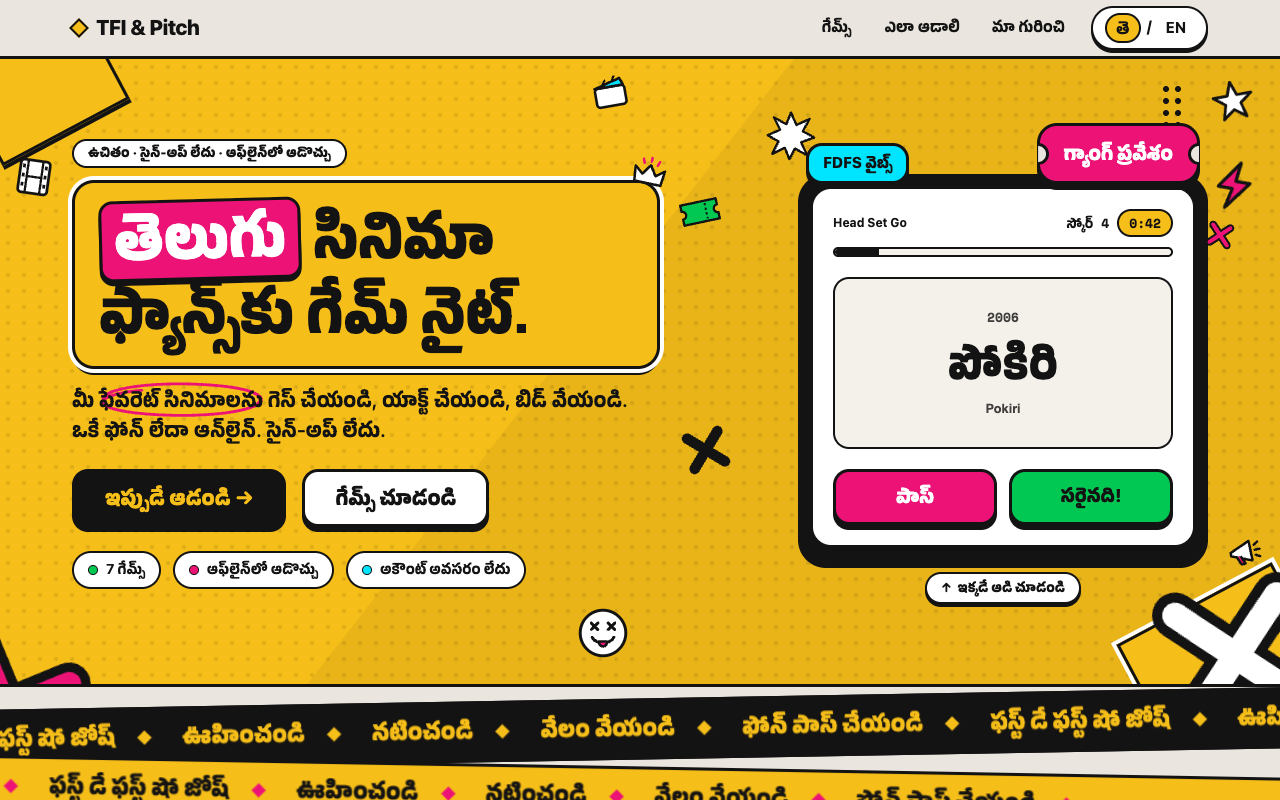 TFI & Pitch
గేమ్స్ ఎలా ఆడాలి మా గురించి తె / EN
ఉచితం · సైన్-అప్ లేదు · ఆఫ్‌లైన్‌లో ఆడొచ్చు
తెలుగు సినిమా
ఫ్యాన్స్‌కు గేమ్ నైట్.
మీ ఫేవరెట్ సినిమాలను గెస్ చేయండి, యాక్ట్ చేయండి, బిడ్ వేయండి.
ఒకే ఫోన్ లేదా ఆన్‌లైన్. సైన్-అప్ లేదు.
ఇప్పుడే ఆడండి →
గేమ్స్ చూడండి
7 గేమ్స్
ఆఫ్‌లైన్‌లో ఆడొచ్చు
అకౌంట్ అవసరం లేదు
FDFS వైబ్స్
గ్యాంగ్ ప్రవేశం
Head Set Go స్కోర్ 4 0:42
2006
పోకిరి
Pokiri
పాస్
సరైనది!
↑ ఇక్కడే ఆడి చూడండి
ఫస్ట్ షో జోష్ ◆ ఊహించండి ◆ నటించండి ◆ వేలం వేయండి ◆ ఫోన్ పాస్ చేయండి ◆ ఫస్ట్ డే ఫస్ట్ షో జోష్ ◆
◆ ఫస్ట్ డే ఫస్ట్ షో జోష్ ◆ ఊహించండి ◆ నటించండి ◆ వేలం వేయండి ◆ ఫోన్ పాస్ చేయండి